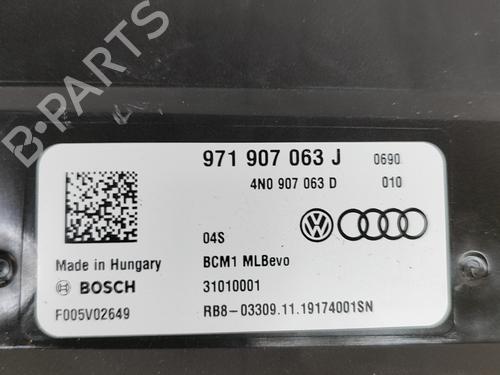 B-PARTS
971 907 063 J 0690
4N0 907 063 D 010
04S
Made in Hungary BCM1 MLBevo
BOSCH 31010001
F005V02649 RB8-03309.11.19174001SN